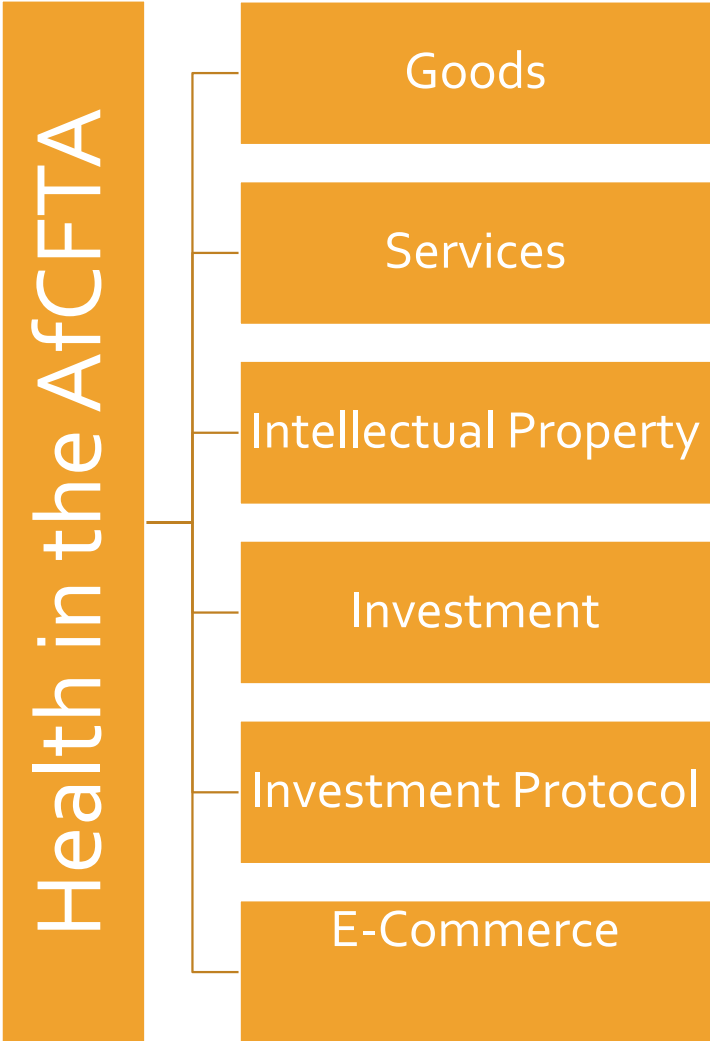 Health in the AfCFTA
Goods
Services
Intellectual Property
Investment
Investment Protocol
E-Commerce